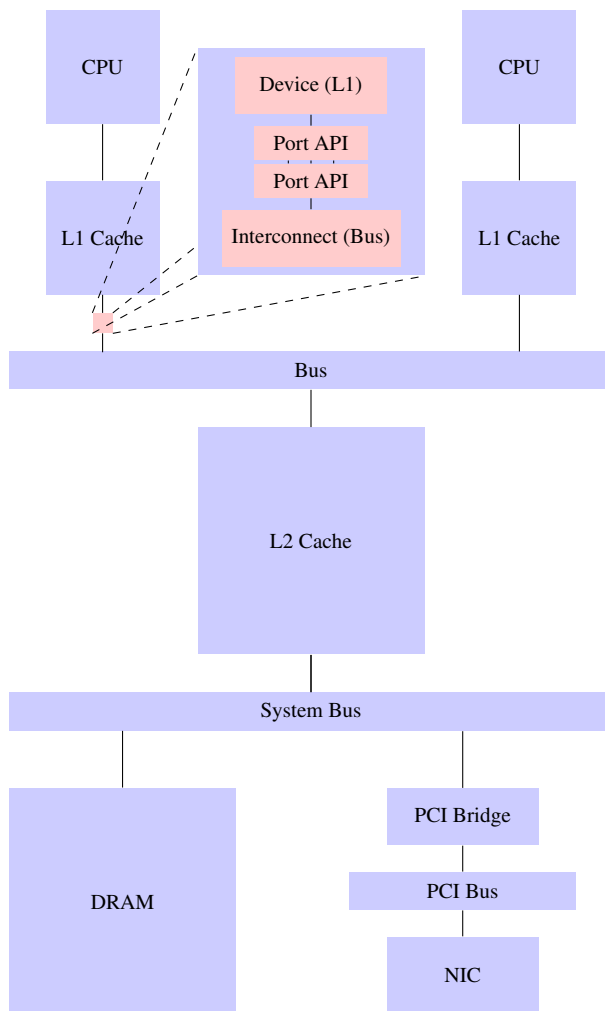 CPU
Device (L1)
CPU
Port API
Port API
L1 Cache
Interconnect (Bus)
L1 Cache
Bus
L2 Cache
System Bus
PCI Bridge
DRAM
PCI Bus
NIC